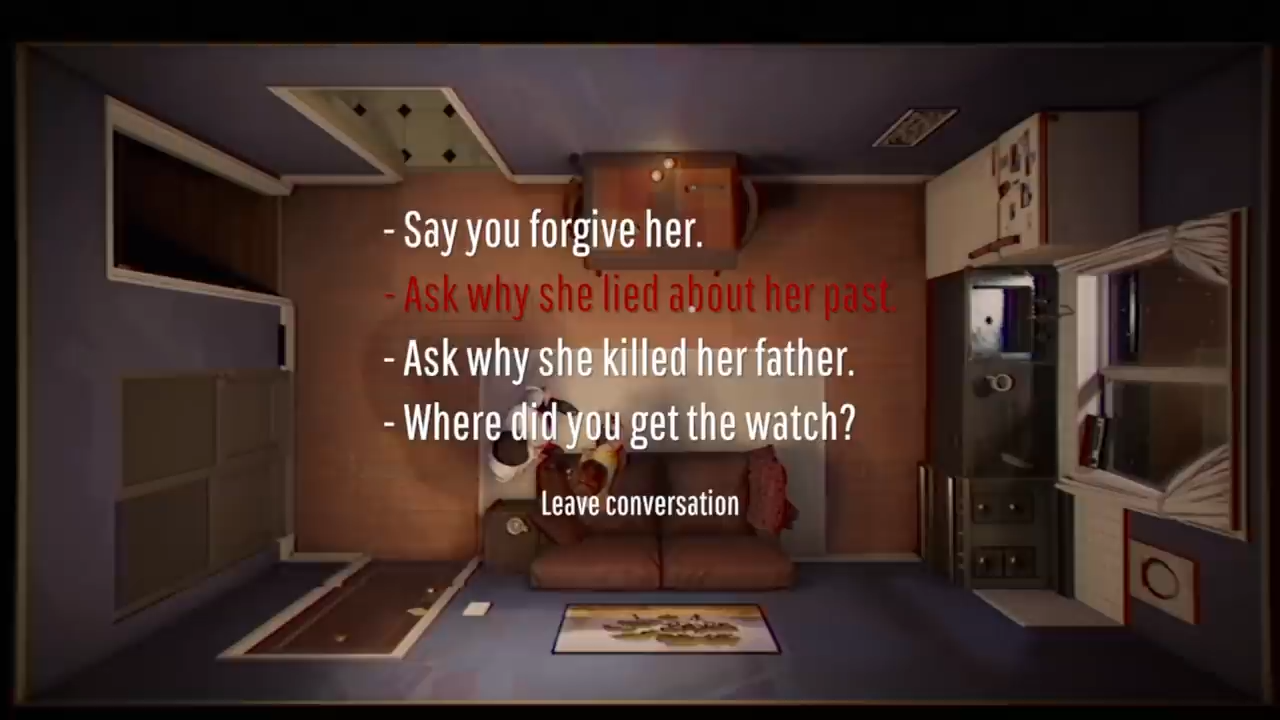 - Say you forgive her.
- Ask why she lied about her past.
- Ask why she killed her father.
- Where did you get the watch?
Leave conversation